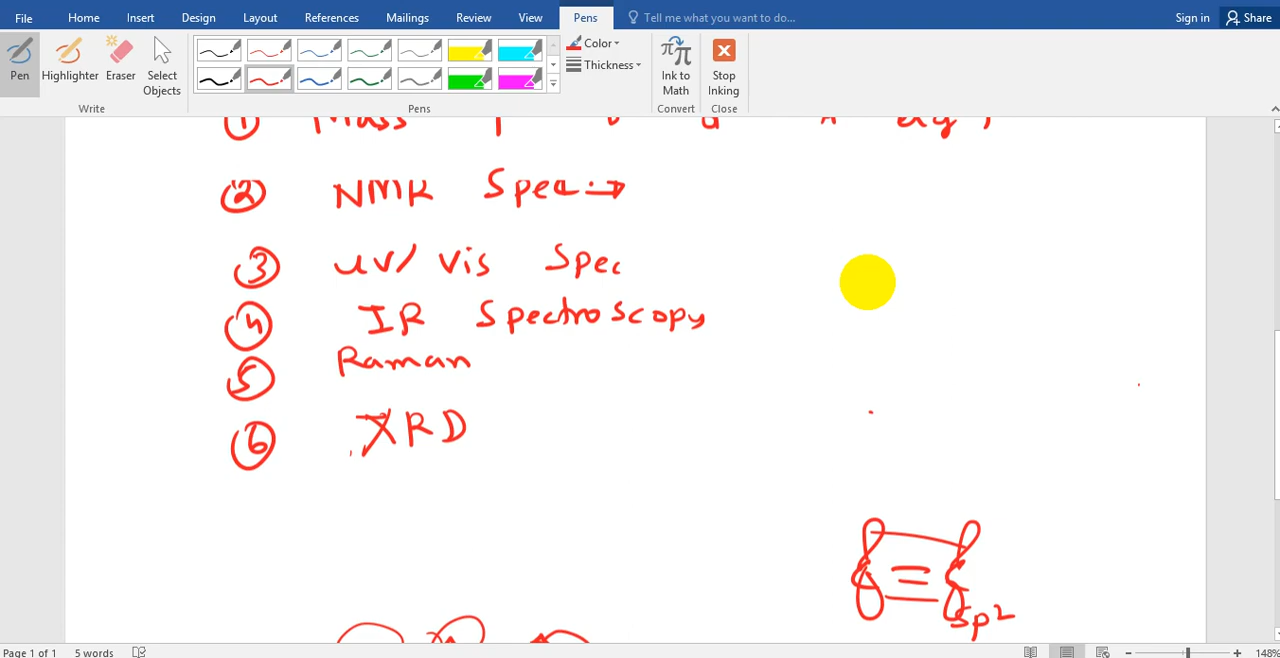 File Home Insert Design Layout References Mailings Review View Pens Tell me what you want to do... Sign in Share
Pen Highlighter Eraser Select Objects Color Thickness Ink to Math Stop Inking
Write Pens Convert Close
① Mass
② NMR Spec →
③ UV/ Vis Spec
④ IR Spectroscopy
⑤ Raman
⑥ XRD
sp²
Page 1 of 1 5 words 148%